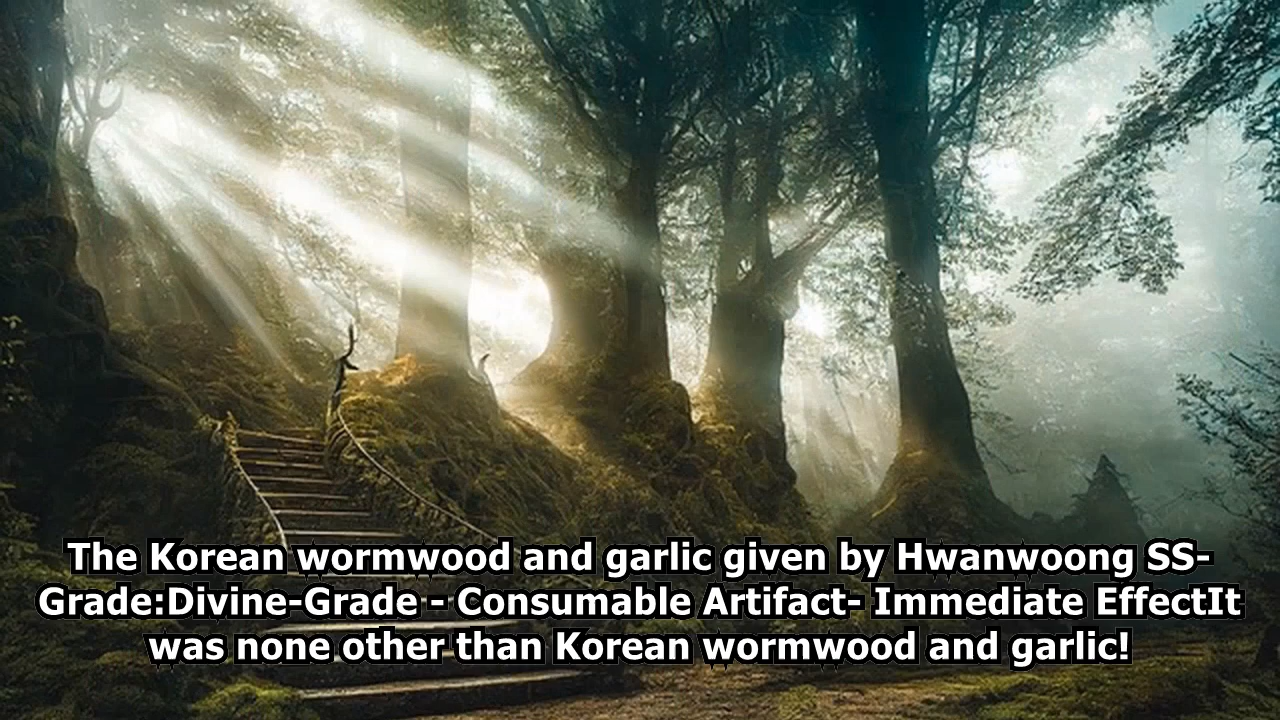 The Korean wormwood and garlic given by Hwanwoong SS-
Grade:Divine-Grade - Consumable Artifact- Immediate EffectIt
was none other than Korean wormwood and garlic!